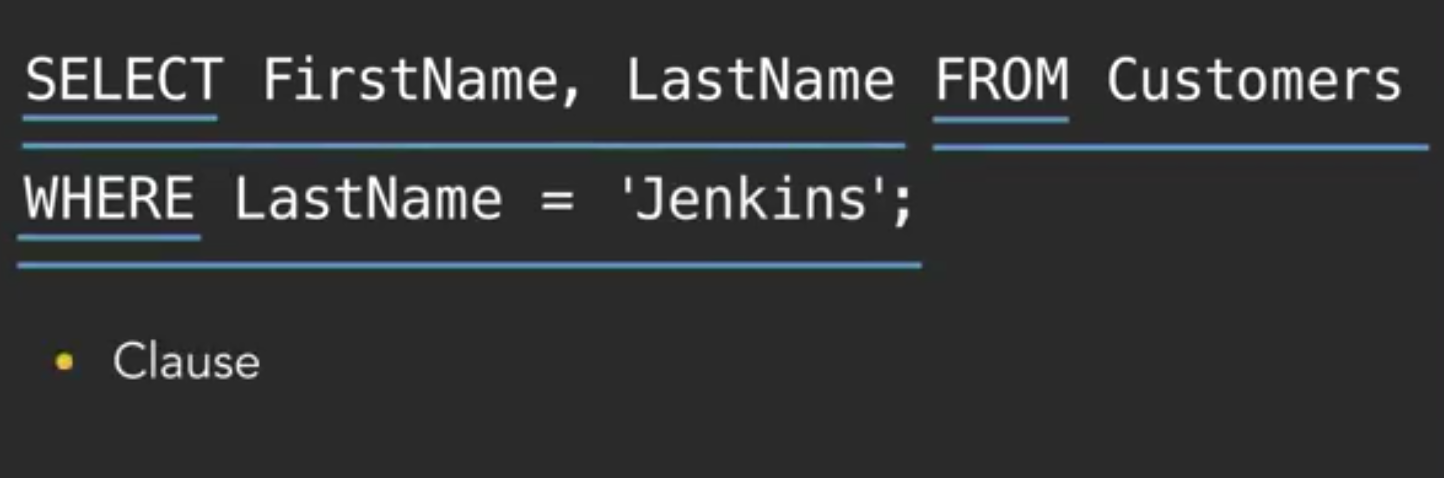 SELECT FirstName, LastName FROM Customers
WHERE LastName = 'Jenkins';
• Clause